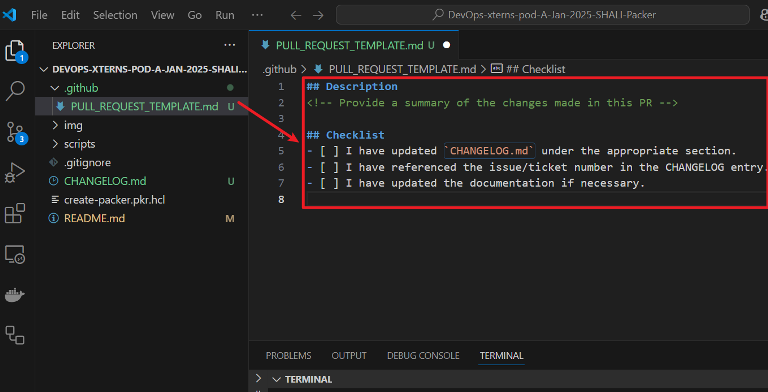 File Edit Selection View Go Run ··· DevOps-xterns-pod-A-Jan-2025-SHALI-Packer
EXPLORER ···
DEVOPS-XTERNS-POD-A-JAN-2025-SHALI...
.github
PULL_REQUEST_TEMPLATE.md U
img
scripts
.gitignore
CHANGELOG.md U
create-packer.pkr.hcl
README.md M
1
3
PULL_REQUEST_TEMPLATE.md U
.github > PULL_REQUEST_TEMPLATE.md > ## Checklist
1 ## Description
2 <!-- Provide a summary of the changes made in this PR -->
3
4 ## Checklist
5 - [ ] I have updated `CHANGELOG.md` under the appropriate section.
6 - [ ] I have referenced the issue/ticket number in the CHANGELOG entry.
7 - [ ] I have updated the documentation if necessary.
8
PROBLEMS OUTPUT DEBUG CONSOLE TERMINAL
TERMINAL